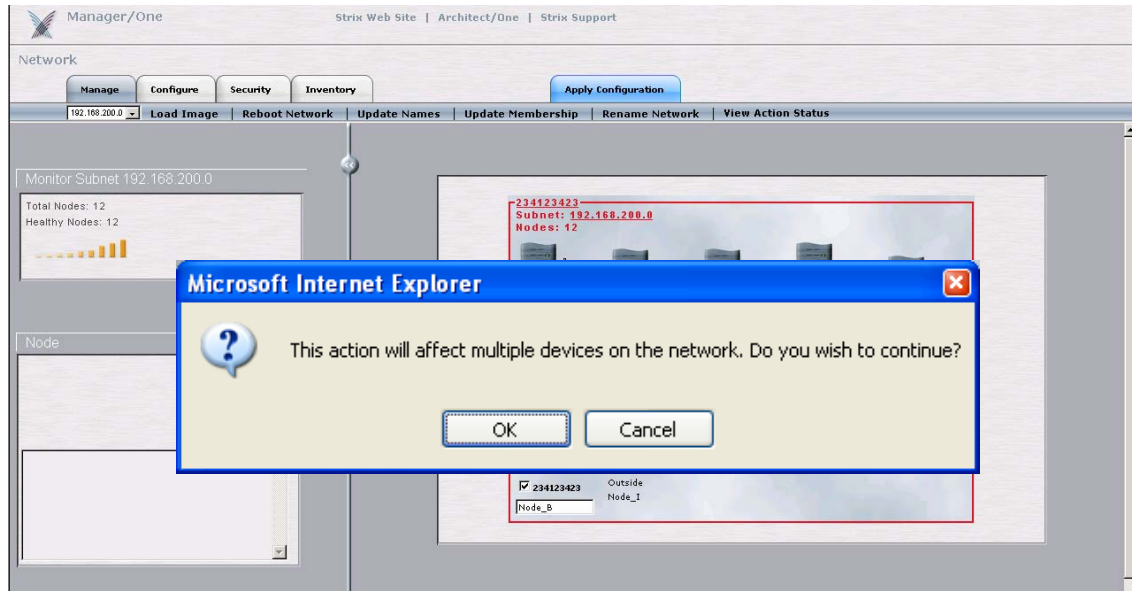 Manager/One
Strix Web Site | Architect/One | Strix Support
Network
Manage Configure Security Inventory Apply Configuration
192.168.200.0 Load Image | Reboot Network | Update Names | Update Membership | Rename Network | View Action Status
Monitor Subnet 192.168.200.0
Total Nodes: 12
Healthy Nodes: 12
234123423
Subnet: 192.168.200.0
Nodes: 12
Microsoft Internet Explorer
This action will affect multiple devices on the network. Do you wish to continue?
OK Cancel
Node
234123423
Node_B
Outside
Node_I